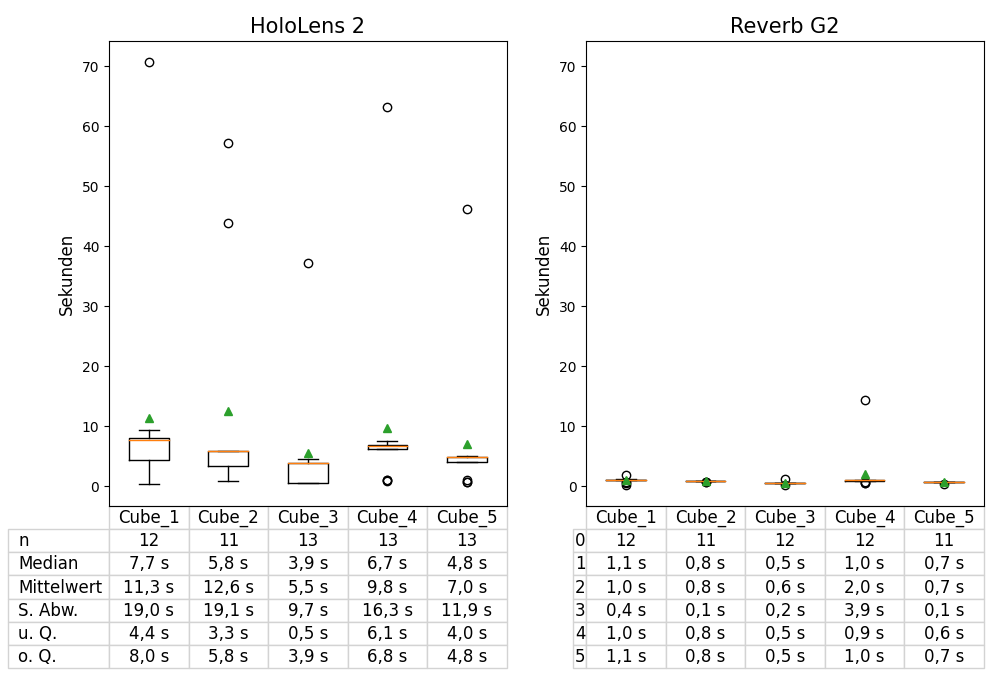 HoloLens 2
70
60
50
40
30
20
10
0
Sekunden
Cube_1 Cube_2 Cube_3 Cube_4 Cube_5
n 12 11 13 13 13
Median 7,7 s 5,8 s 3,9 s 6,7 s 4,8 s
Mittelwert 11,3 s 12,6 s 5,5 s 9,8 s 7,0 s
S. Abw. 19,0 s 19,1 s 9,7 s 16,3 s 11,9 s
u. Q. 4,4 s 3,3 s 0,5 s 6,1 s 4,0 s
o. Q. 8,0 s 5,8 s 3,9 s 6,8 s 4,8 s
Reverb G2
70
60
50
40
30
20
10
0
Sekunden
Cube_1 Cube_2 Cube_3 Cube_4 Cube_5
0 12 11 12 12 11
1 1,1 s 0,8 s 0,5 s 1,0 s 0,7 s
2 1,0 s 0,8 s 0,6 s 2,0 s 0,7 s
3 0,4 s 0,1 s 0,2 s 3,9 s 0,1 s
4 1,0 s 0,8 s 0,5 s 0,9 s 0,6 s
5 1,1 s 0,8 s 0,5 s 1,0 s 0,7 s